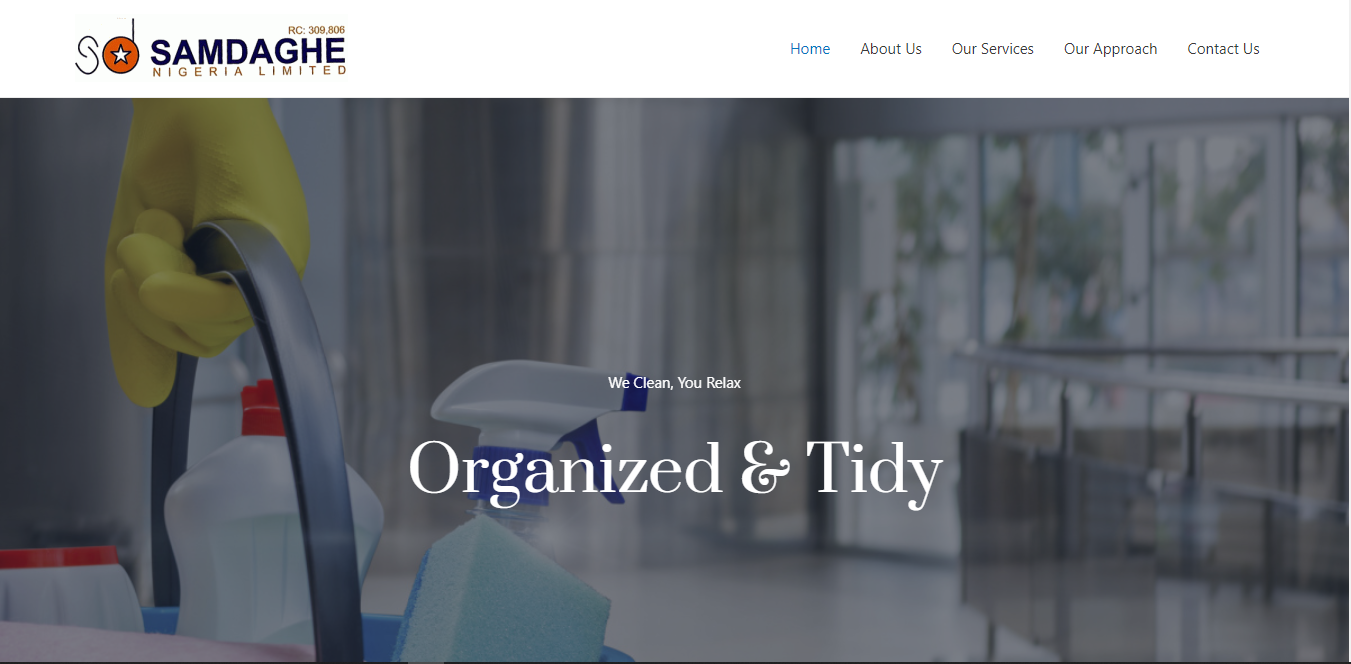 RC: 309,806
SAMDAGHE
NIGERIA LIMITED
Home About Us Our Services Our Approach Contact Us
We Clean, You Relax
Organized & Tidy